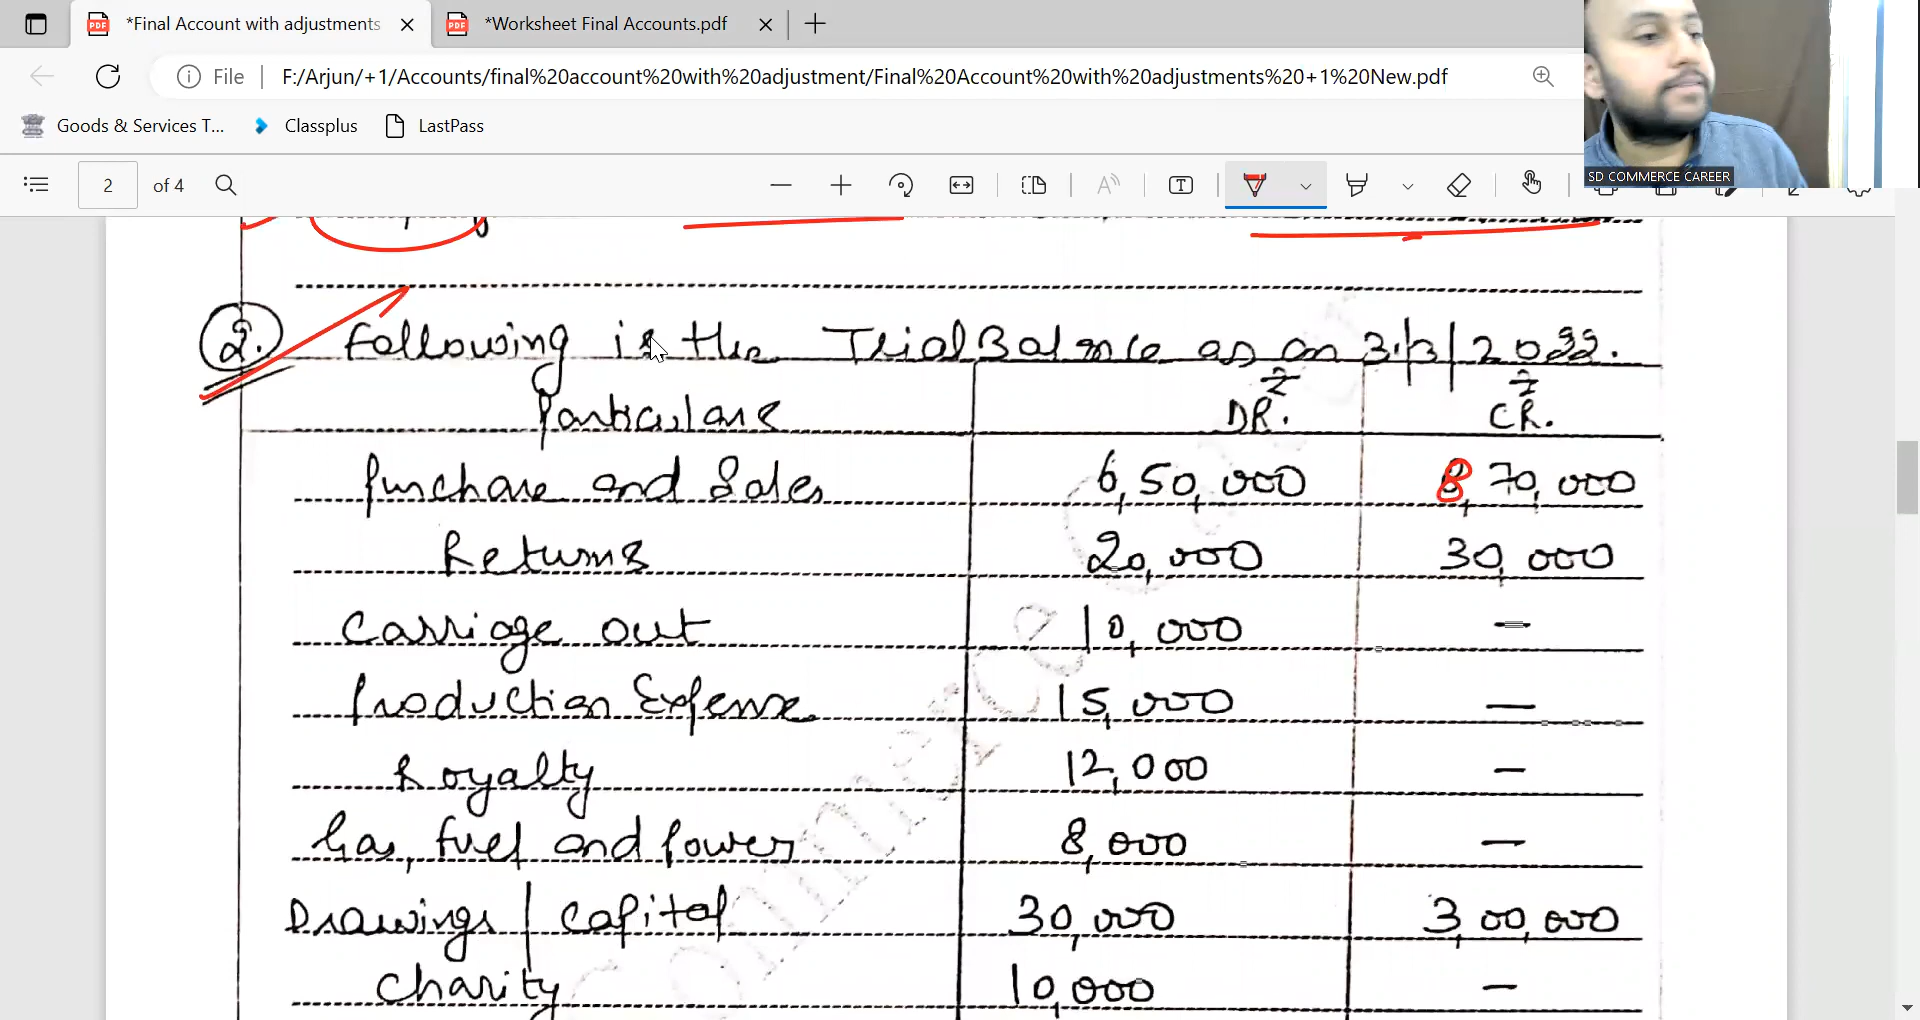 *Final Account with adjustments
*Worksheet Final Accounts.pdf
File F:/Arjun/+1/Accounts/final%20account%20with%20adjustment/Final%20Account%20with%20adjustments%20+1%20New.pdf
Goods & Services T... Classplus LastPass
2 of 4
SD COMMERCE CAREER
2. Following is the Trial Balance as on 31/3/2022.
Particulars DR. CR.
Purchase and Sales 6,50,000 8,70,000
Returns 20,000 30,000
Carriage out 10,000 —
Production Expense 15,000 —
Royalty 12,000 —
Gas, fuel and power 8,000 —
Drawings | Capital 30,000 3,00,000
Charity 10,000 —